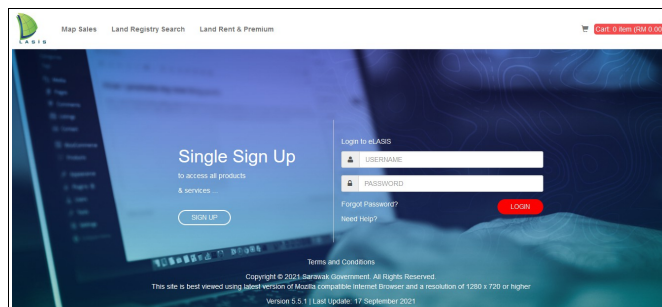 LASIS
Map Sales
Land Registry Search
Land Rent & Premium
Cart: 0 item (RM 0.00
Single Sign Up
to access all products
& services ...
SIGN UP
Login to eLASIS
USERNAME
PASSWORD
Forgot Password?
LOGIN
Need Help?
Terms and Conditions
Copyright © 2021 Sarawak Government. All Rights Reserved.
This site is best viewed using latest version of Mozilla compatible Internet Browser and a resolution of 1280 x 720 or higher
Version 5.5.1 | Last Update: 17 September 2021